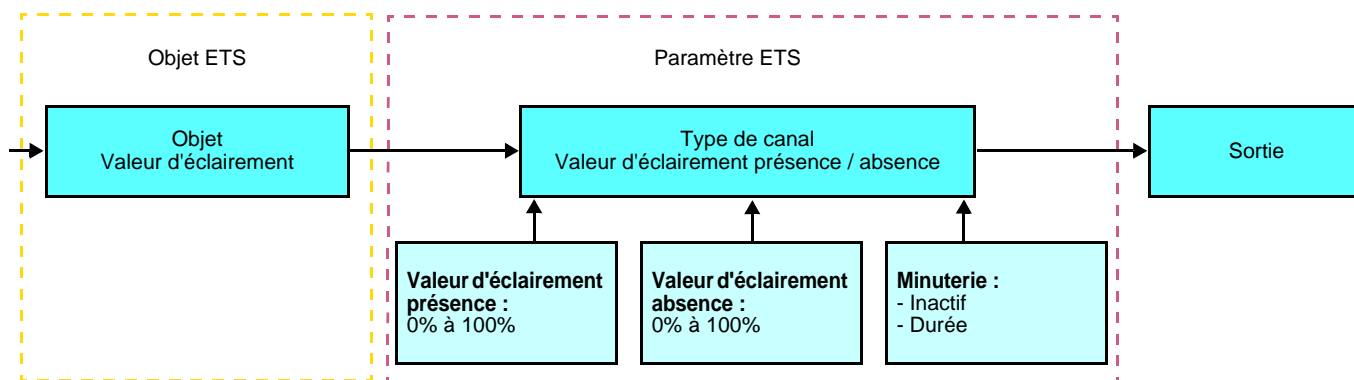 Objet ETS
Paramètre ETS
Objet
Valeur d'éclairement
Type de canal
Valeur d'éclairement présence / absence
Sortie
Valeur d'éclairement
présence :
0% à 100%
Valeur d'éclairement
absence :
0% à 100%
Minuterie :
- Inactif
- Durée